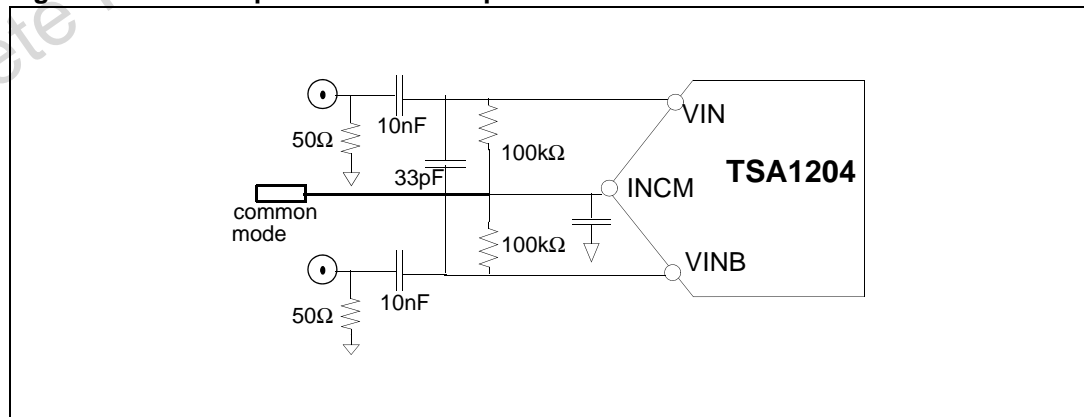 50Ω
10nF
33pF
100kΩ
VIN
TSA1204
INCM
common
mode
100kΩ
VINB
50Ω
10nF